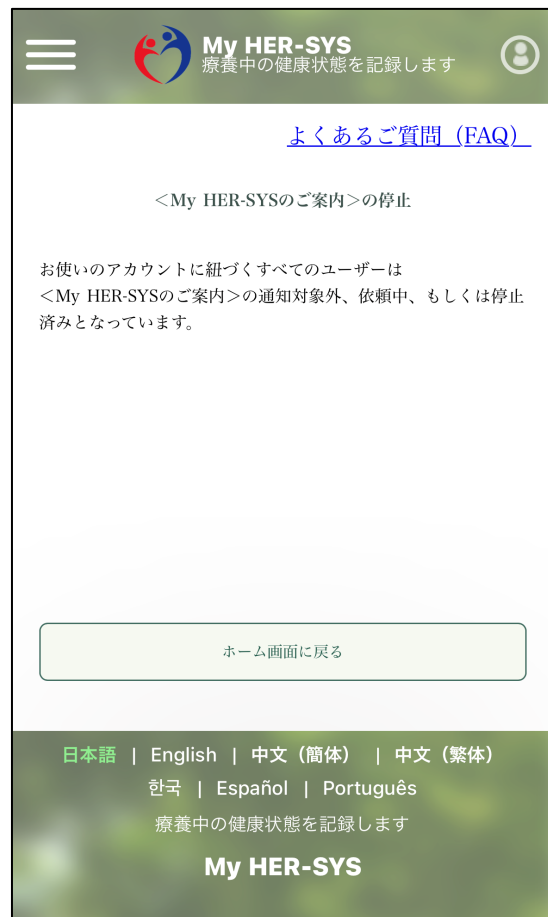 My HER-SYS
療養中の健康状態を記録します
よくあるご質問（FAQ）
＜My HER-SYSのご案内＞の停止
お使いのアカウントに紐づくすべてのユーザーは
＜My HER-SYSのご案内＞の通知対象外、依頼中、もしくは停止
済みとなっています。
ホーム画面に戻る
日本語 | English | 中文（簡体） | 中文（繁体）
한국 | Español | Português
療養中の健康状態を記録します
My HER-SYS